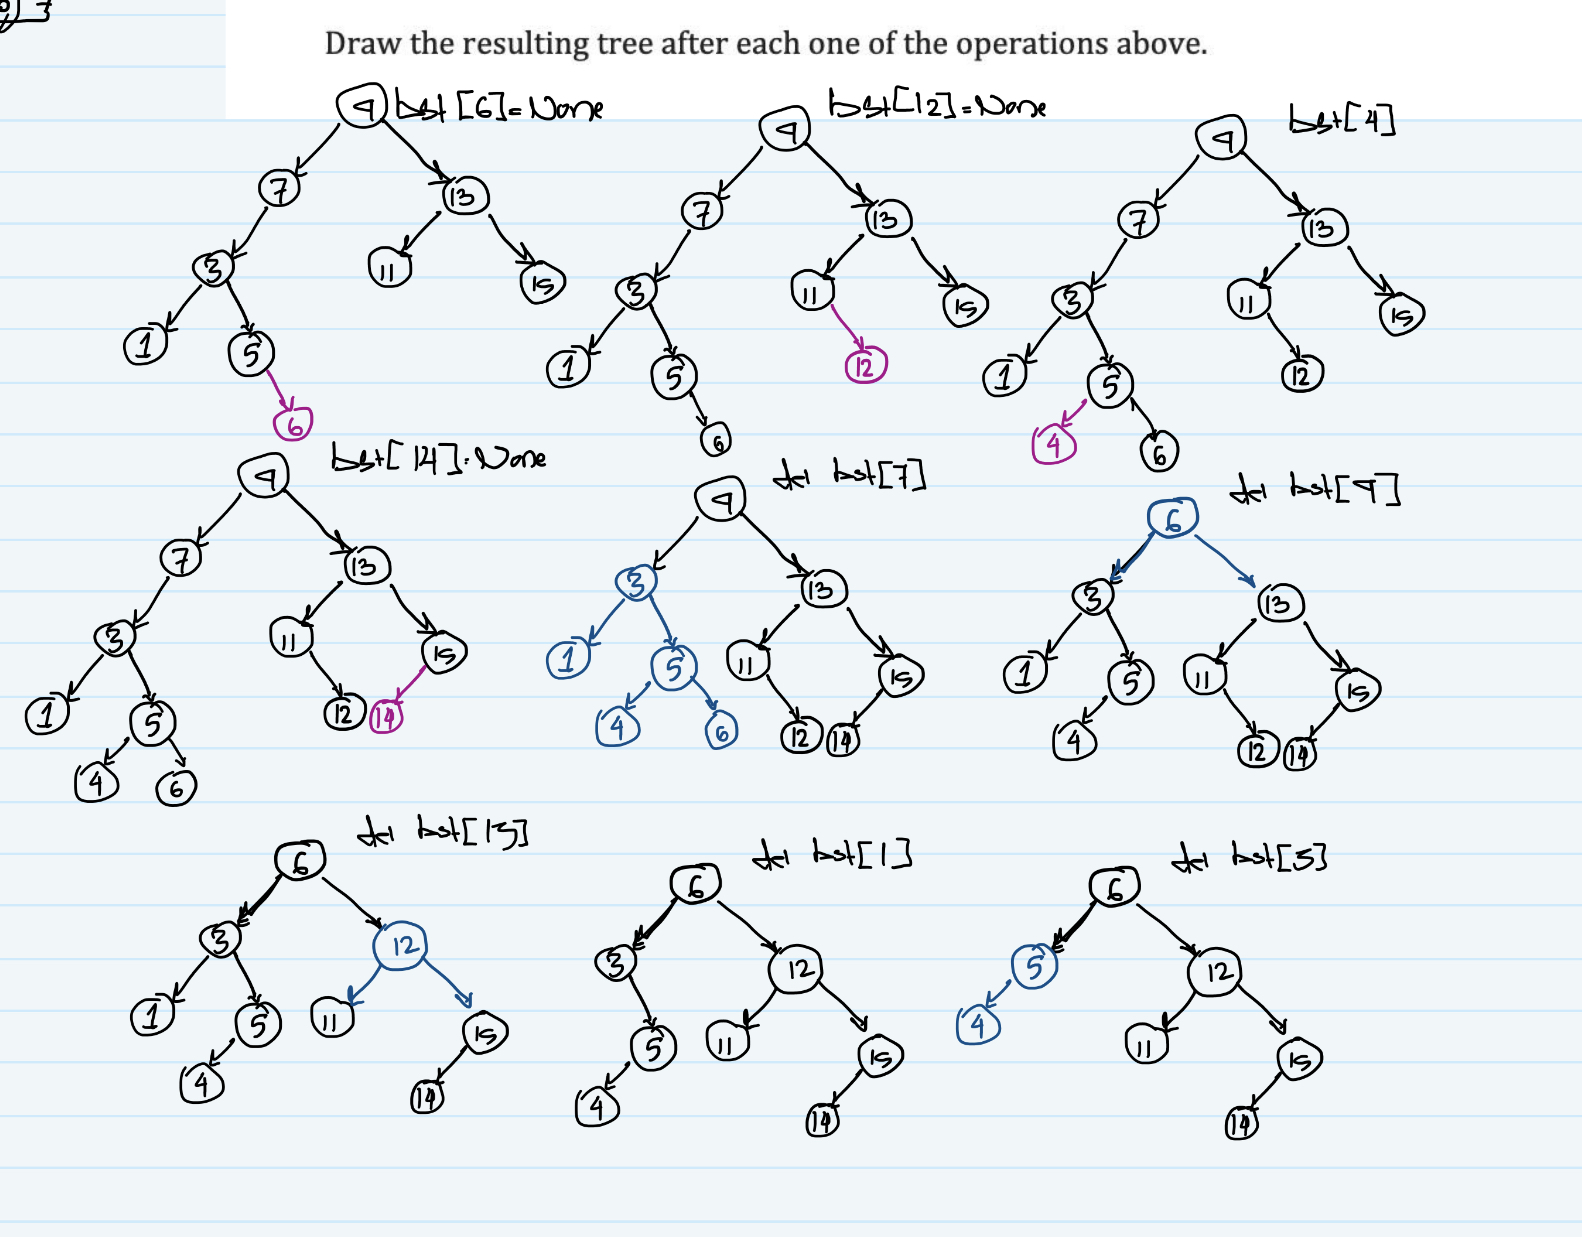 Draw the resulting tree after each one of the operations above.
9 bst[6]=None
7 13
3 11 15
1 5
6
9 bst[12]=None
7 13
3 11 15
1 5 12
6
9 bst[4]
7 13
3 11 15
1 5 12
4 6
9 bst[14]=None
7 13
3 11 15
1 5 12 14
4 6
9 del bst[7]
3 13
1 5 11 15
4 6 12 14
6 del bst[9]
3 13
1 5 11 15
4 12 14
6 del bst[13]
3 12
1 5 11 15
4 14
6 del bst[1]
3 12
5 11 15
4 14
6 del bst[3]
5 12
4 11 15
14